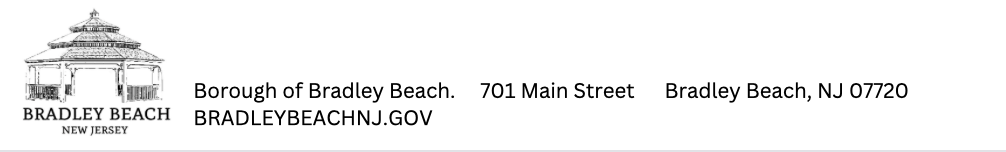 BRADLEY BEACH
NEW JERSEY
Borough of Bradley Beach. 701 Main Street Bradley Beach, NJ 07720
BRADLEYBEACHNJ.GOV